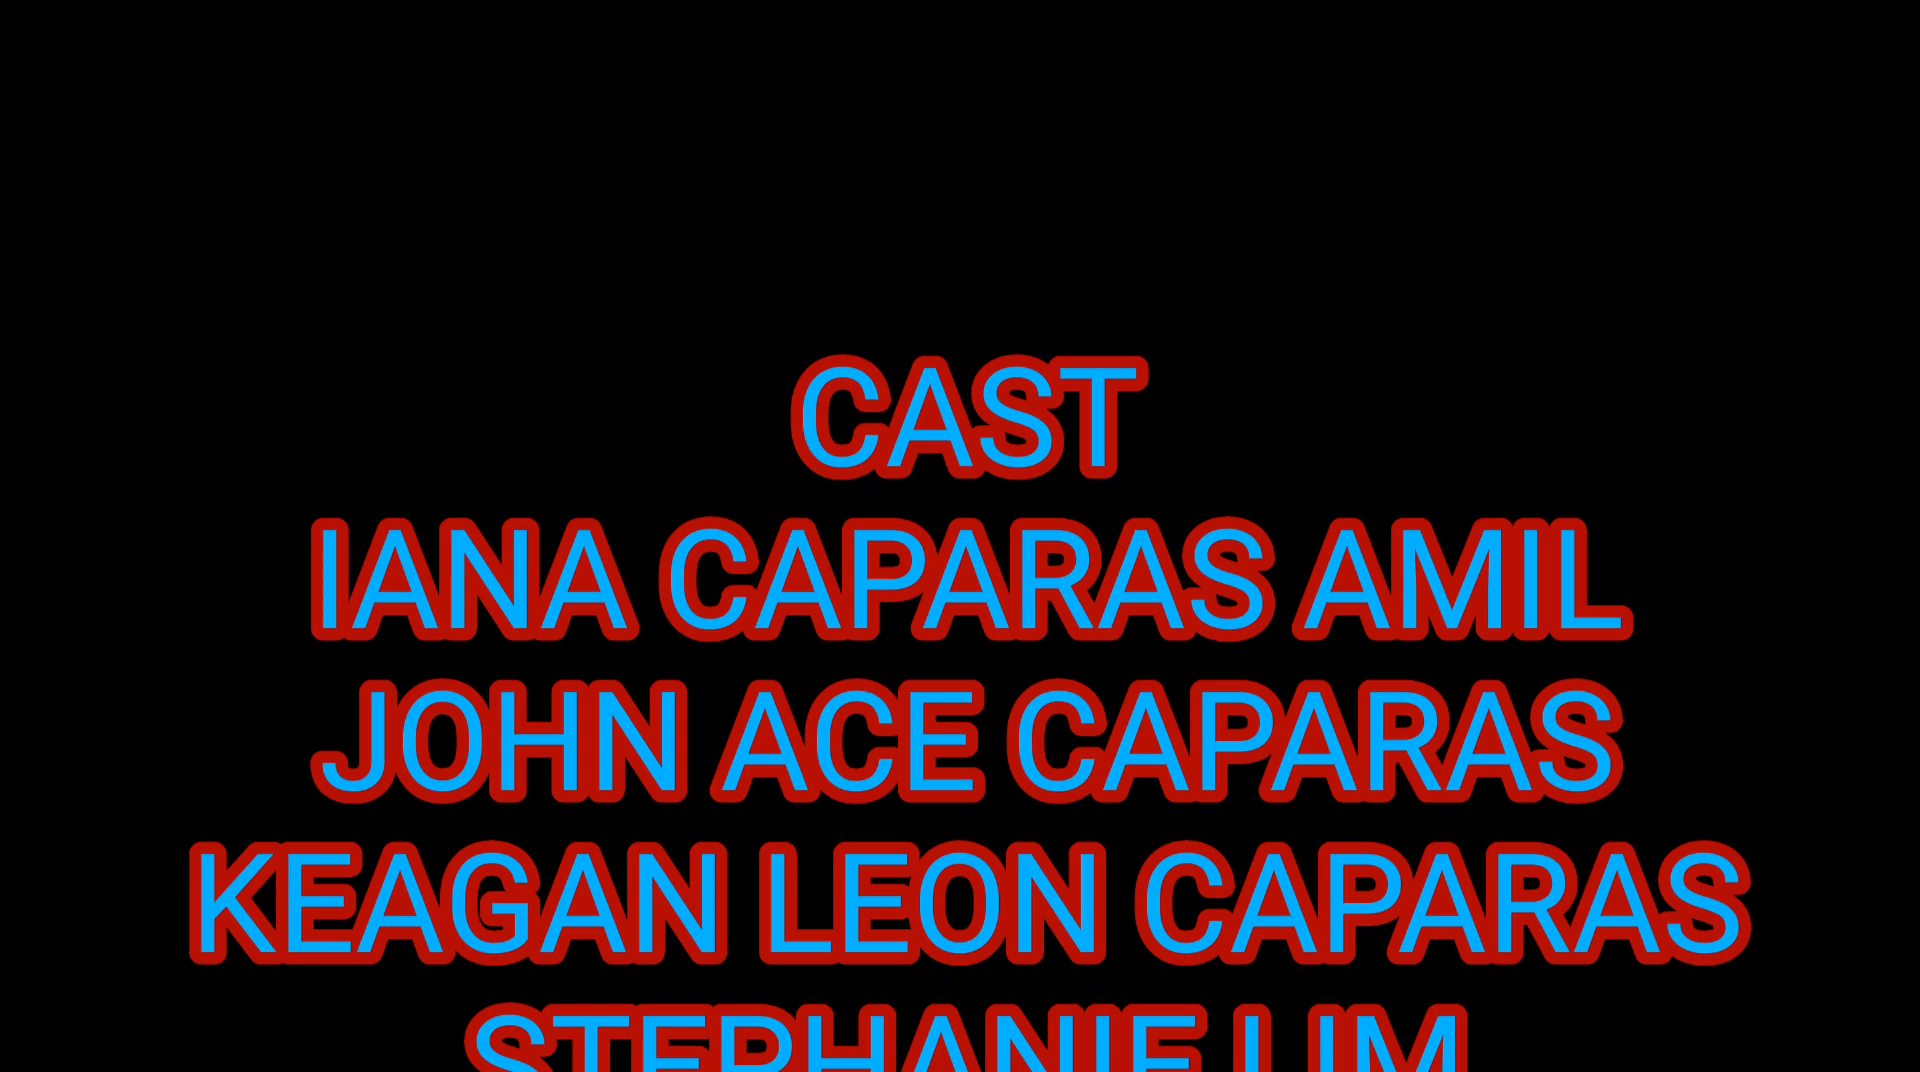 CAST
IANA CAPARAS AMIL
JOHN ACE CAPARAS
KEAGAN LEON CAPARAS
STEPHANIE LIM